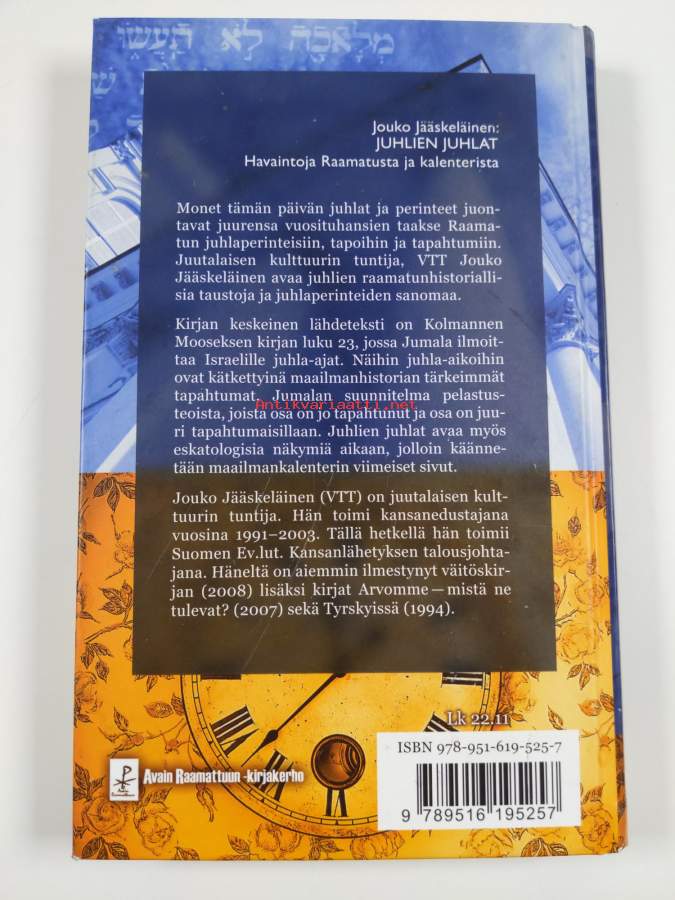 מְלָאכָה לֹא תַעֲשׂוּ
Jouko Jääskeläinen:
JUHLIEN JUHLAT
Havaintoja Raamatusta ja kalenterista
Monet tämän päivän juhlat ja perinteet juon-
tavat juurensa vuosituhansien taakse Raama-
tun juhlaperinteisiin, tapoihin ja tapahtumiin.
Juutalaisen kulttuurin tuntija, VTT Jouko
Jääskeläinen avaa juhlien raamatunhistorialli-
sia taustoja ja juhlaperinteiden sanomaa.
Kirjan keskeinen lähdeteksti on Kolmannen
Mooseksen kirjan luku 23, jossa Jumala ilmoit-
taa Israelille juhla-ajat. Näihin juhla-aikoihin
ovat kätkettyinä maailmanhistorian tärkeimmät
tapahtumat, Jumalan suunnitelma pelastus-
Antikvariaatti.net
teoista, joista osa on jo tapahtunut ja osa on juu-
ri tapahtumaisillaan. Juhlien juhlat avaa myös
eskatologisia näkymiä aikaan, jolloin käänne-
tään maailmankalenterin viimeiset sivut.
Jouko Jääskeläinen (VTT) on juutalaisen kult-
tuurin tuntija. Hän toimi kansanedustajana
vuosina 1991–2003. Tällä hetkellä hän toimii
Suomen Ev.lut. Kansanlähetyksen talousjohta-
jana. Häneltä on aiemmin ilmestynyt väitöskir-
jan (2008) lisäksi kirjat Arvomme – mistä ne
tulevat? (2007) sekä Tyrskyissä (1994).
Lk 22.11
ISBN 978-951-619-525-7
9 789516 195257
Avain Raamattuun -kirjakerho